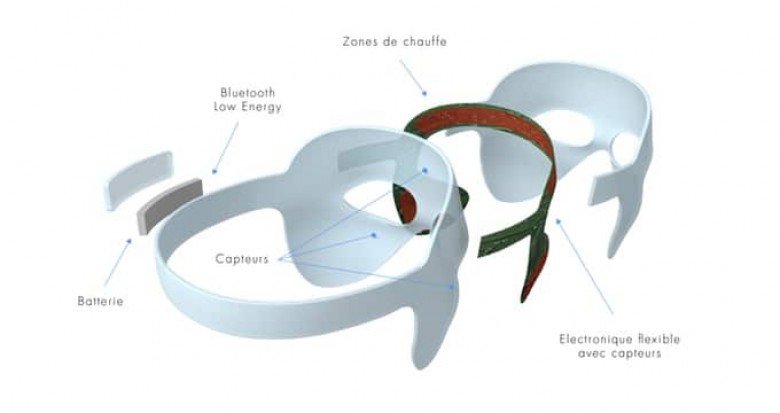 Zones de chauffe
Bluetooth
Low Energy
Capteurs
Batterie
Electronique flexible
avec capteurs